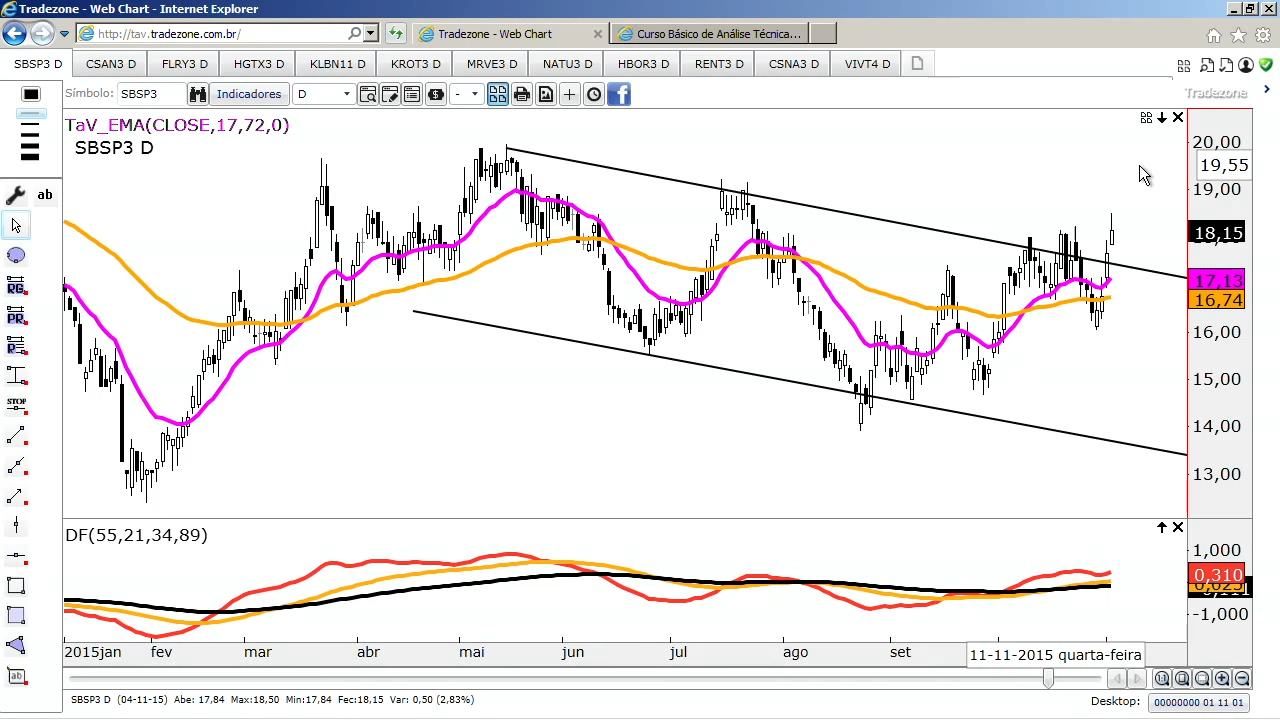 Tradezone - Web Chart - Internet Explorer
http://tav.tradezone.com.br/
Tradezone - Web Chart
Curso Básico de Análise Técnica...
SBSP3 D
CSAN3 D
FLRY3 D
HGTX3 D
KLBN11 D
KROT3 D
MRVE3 D
NATU3 D
HBOR3 D
RENT3 D
CSNA3 D
VIVT4 D
Símbolo:
SBSP3
Indicadores
D
-
Tradezone
TaV_EMA(CLOSE,17,72,0)
SBSP3 D
20,00
19,55
19,00
18,15
17,13
16,74
16,00
15,00
14,00
13,00
ab
RG
PR
STOP
ab
DF(55,21,34,89)
1,000
0,310
-1,000
2015jan
fev
mar
abr
mai
jun
jul
ago
set
11-11-2015 quarta-feira
SBSP3 D (04-11-15) Abe: 17,84 Max:18,50 Min:17,84 Fec:18,15 Var: 0,50 (2,83%)
Desktop:
00000000 01 11 01